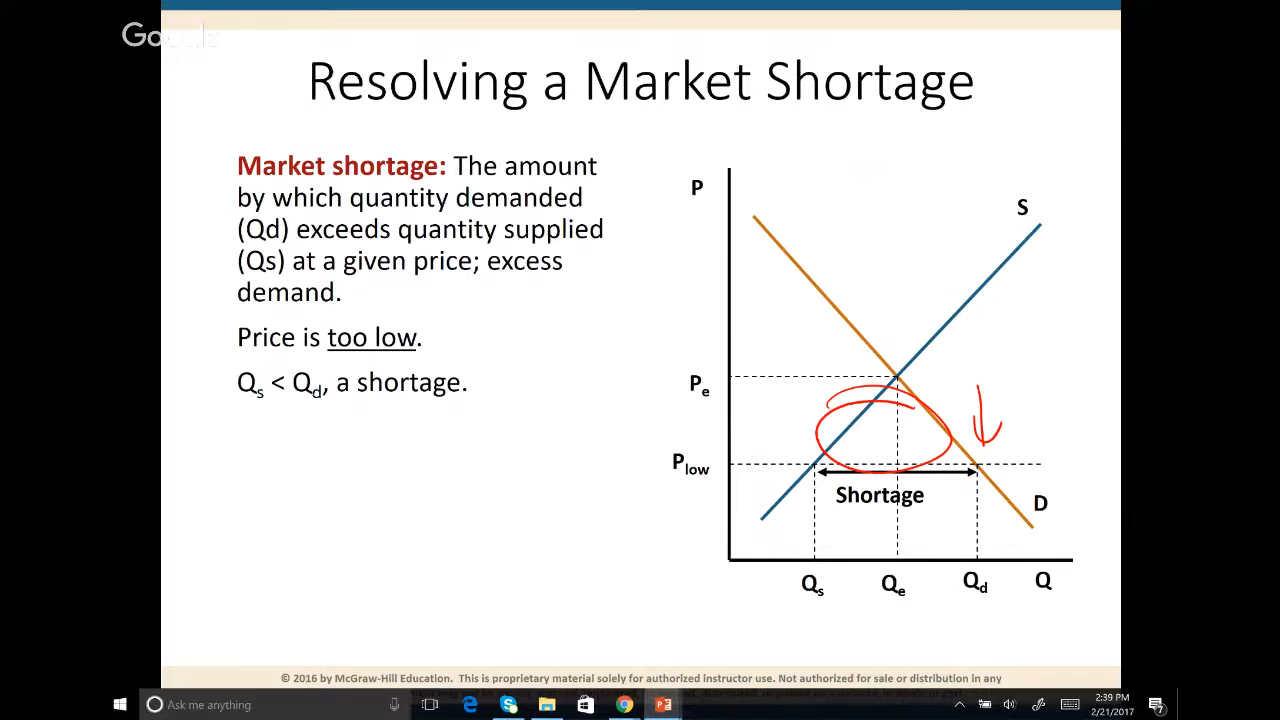 Resolving a Market Shortage
Market shortage: The amount
by which quantity demanded
(Qd) exceeds quantity supplied
(Qs) at a given price; excess
demand.
Price is too low.
Qs < Qd, a shortage.
P
S
Pe
Plow
Shortage
D
Qs Qe Qd Q
© 2016 by McGraw-Hill Education. This is proprietary material solely for authorized instructor use. Not authorized for sale or distribution in any
Ask me anything
2:39 PM
2/21/2017
7